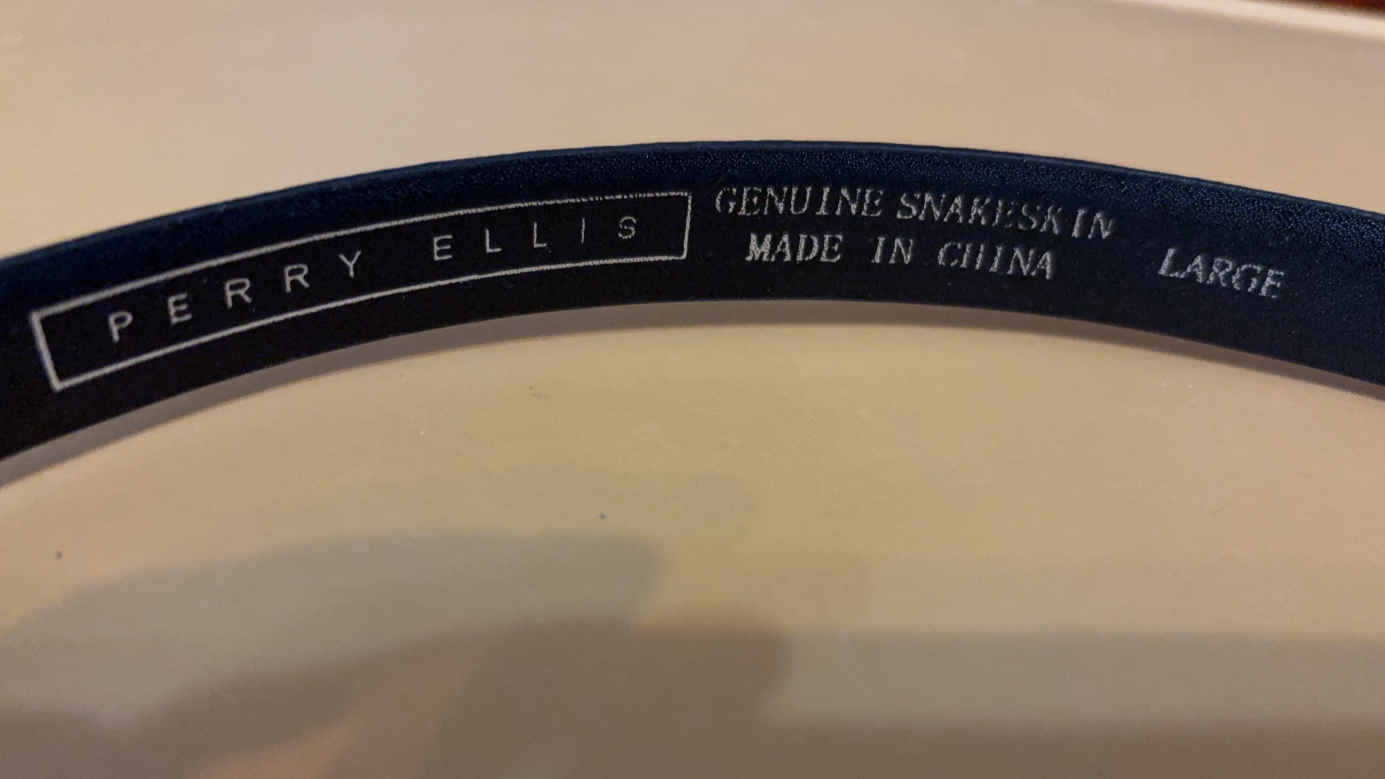 PERRY ELLIS
GENUINE SNAKESKIN
MADE IN CHINA
LARGE